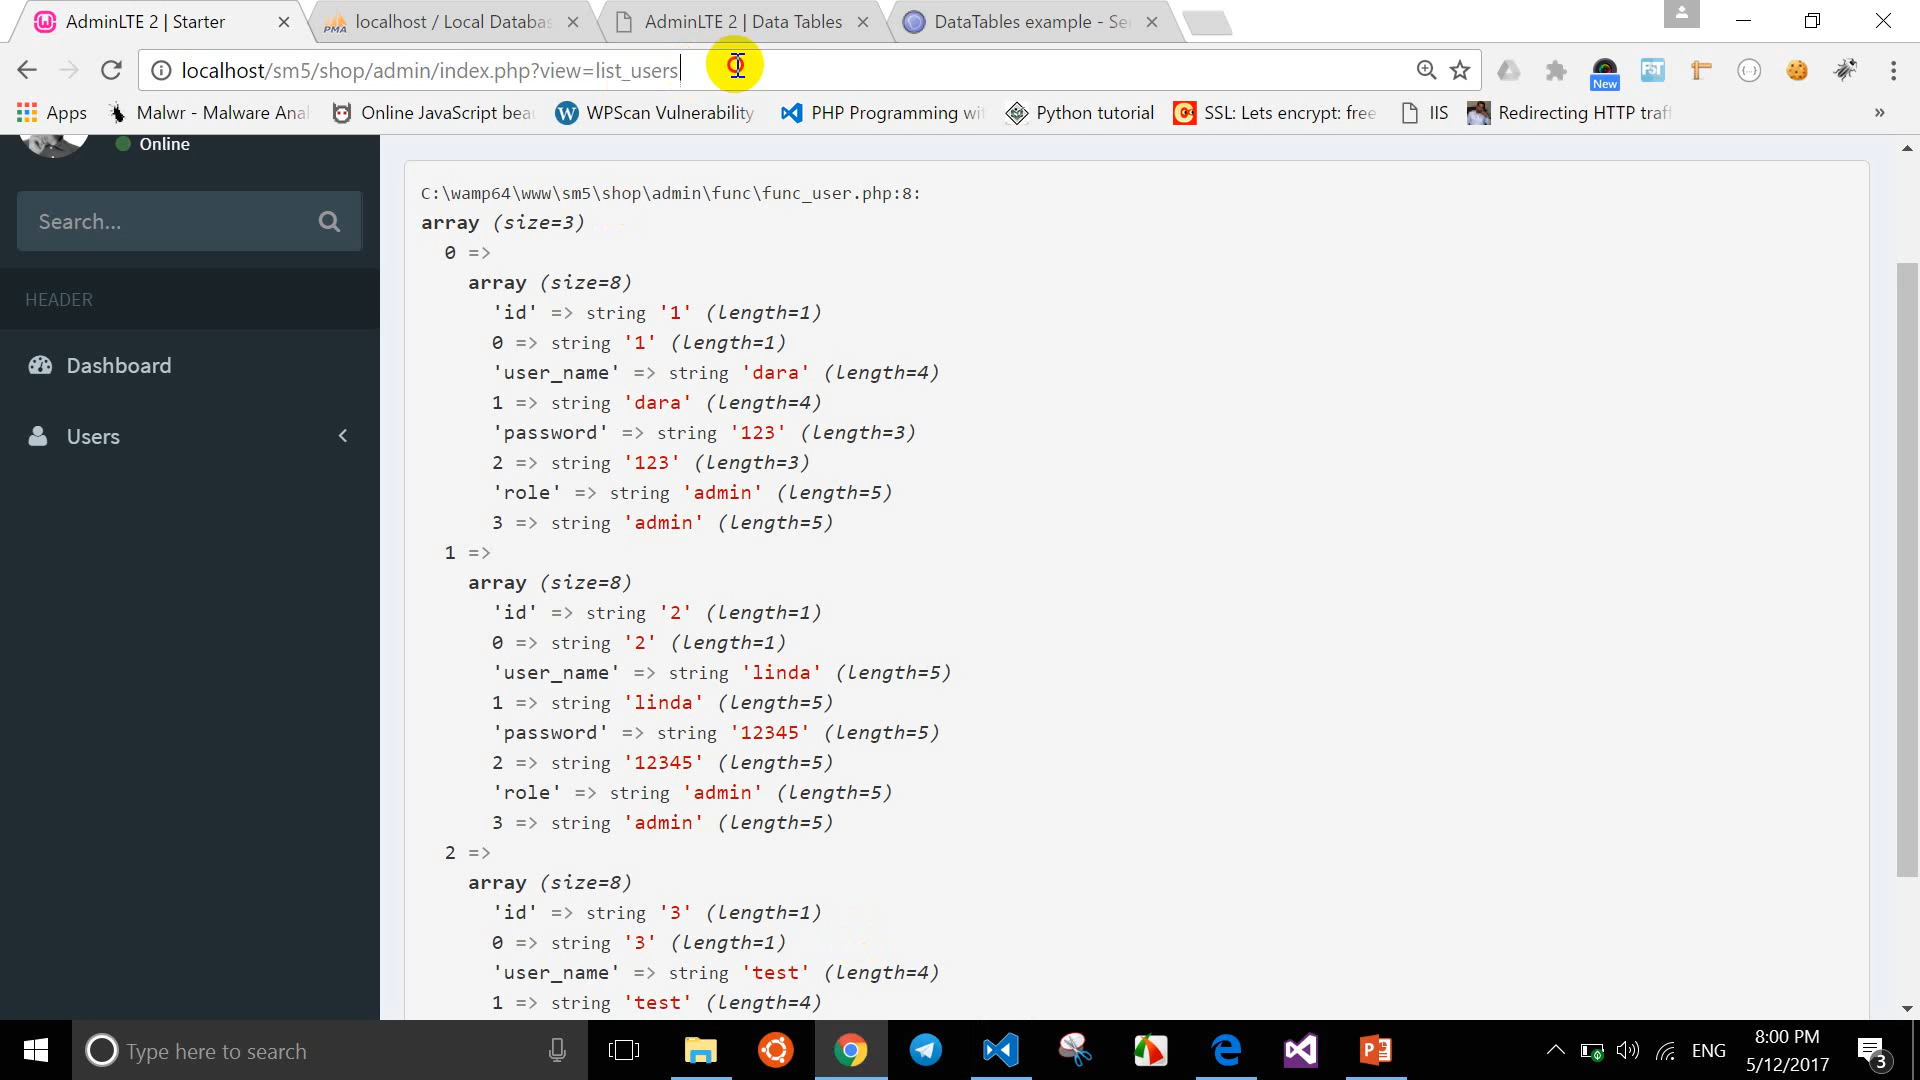 AdminLTE 2 | Starter
localhost / Local Databas
AdminLTE 2 | Data Tables
DataTables example - Se
localhost/sm5/shop/admin/index.php?view=list_users
New
Apps
Malwr - Malware Anal
Online JavaScript beau
WPScan Vulnerability
PHP Programming wi
Python tutorial
SSL: Lets encrypt: free
IIS
Redirecting HTTP traf
»
Online
Search...
HEADER
Dashboard
Users
C:\wamp64\www\sm5\shop\admin\func\func_user.php:8:
array (size=3)
0 =>
array (size=8)
'id' => string '1' (length=1)
0 => string '1' (length=1)
'user_name' => string 'dara' (length=4)
1 => string 'dara' (length=4)
'password' => string '123' (length=3)
2 => string '123' (length=3)
'role' => string 'admin' (length=5)
3 => string 'admin' (length=5)
1 =>
array (size=8)
'id' => string '2' (length=1)
0 => string '2' (length=1)
'user_name' => string 'linda' (length=5)
1 => string 'linda' (length=5)
'password' => string '12345' (length=5)
2 => string '12345' (length=5)
'role' => string 'admin' (length=5)
3 => string 'admin' (length=5)
2 =>
array (size=8)
'id' => string '3' (length=1)
0 => string '3' (length=1)
'user_name' => string 'test' (length=4)
1 => string 'test' (length=4)
Type here to search
ENG
8:00 PM
5/12/2017
3